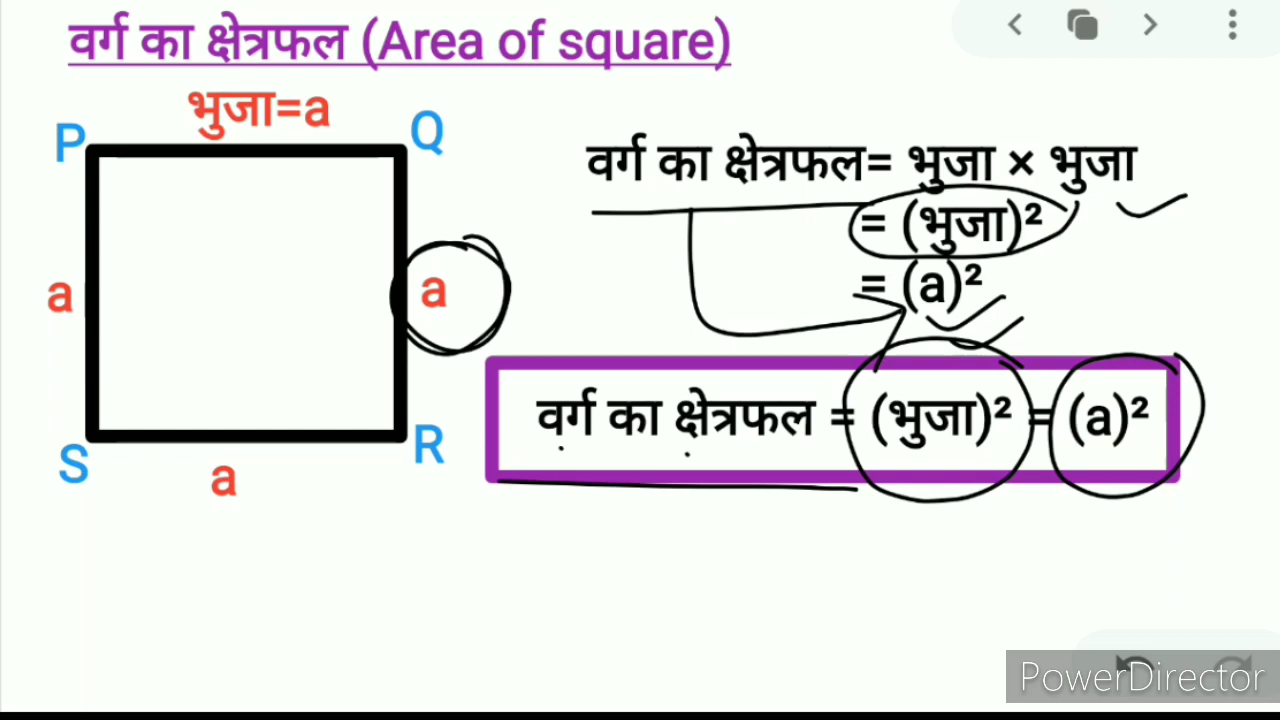 वर्ग का क्षेत्रफल (Area of square)
भुजा=a
P
Q
a
a
S
R
a
वर्ग का क्षेत्रफल= भुजा × भुजा
= (भुजा)²
= (a)²
वर्ग का क्षेत्रफल = (भुजा)² = (a)²
PowerDirector